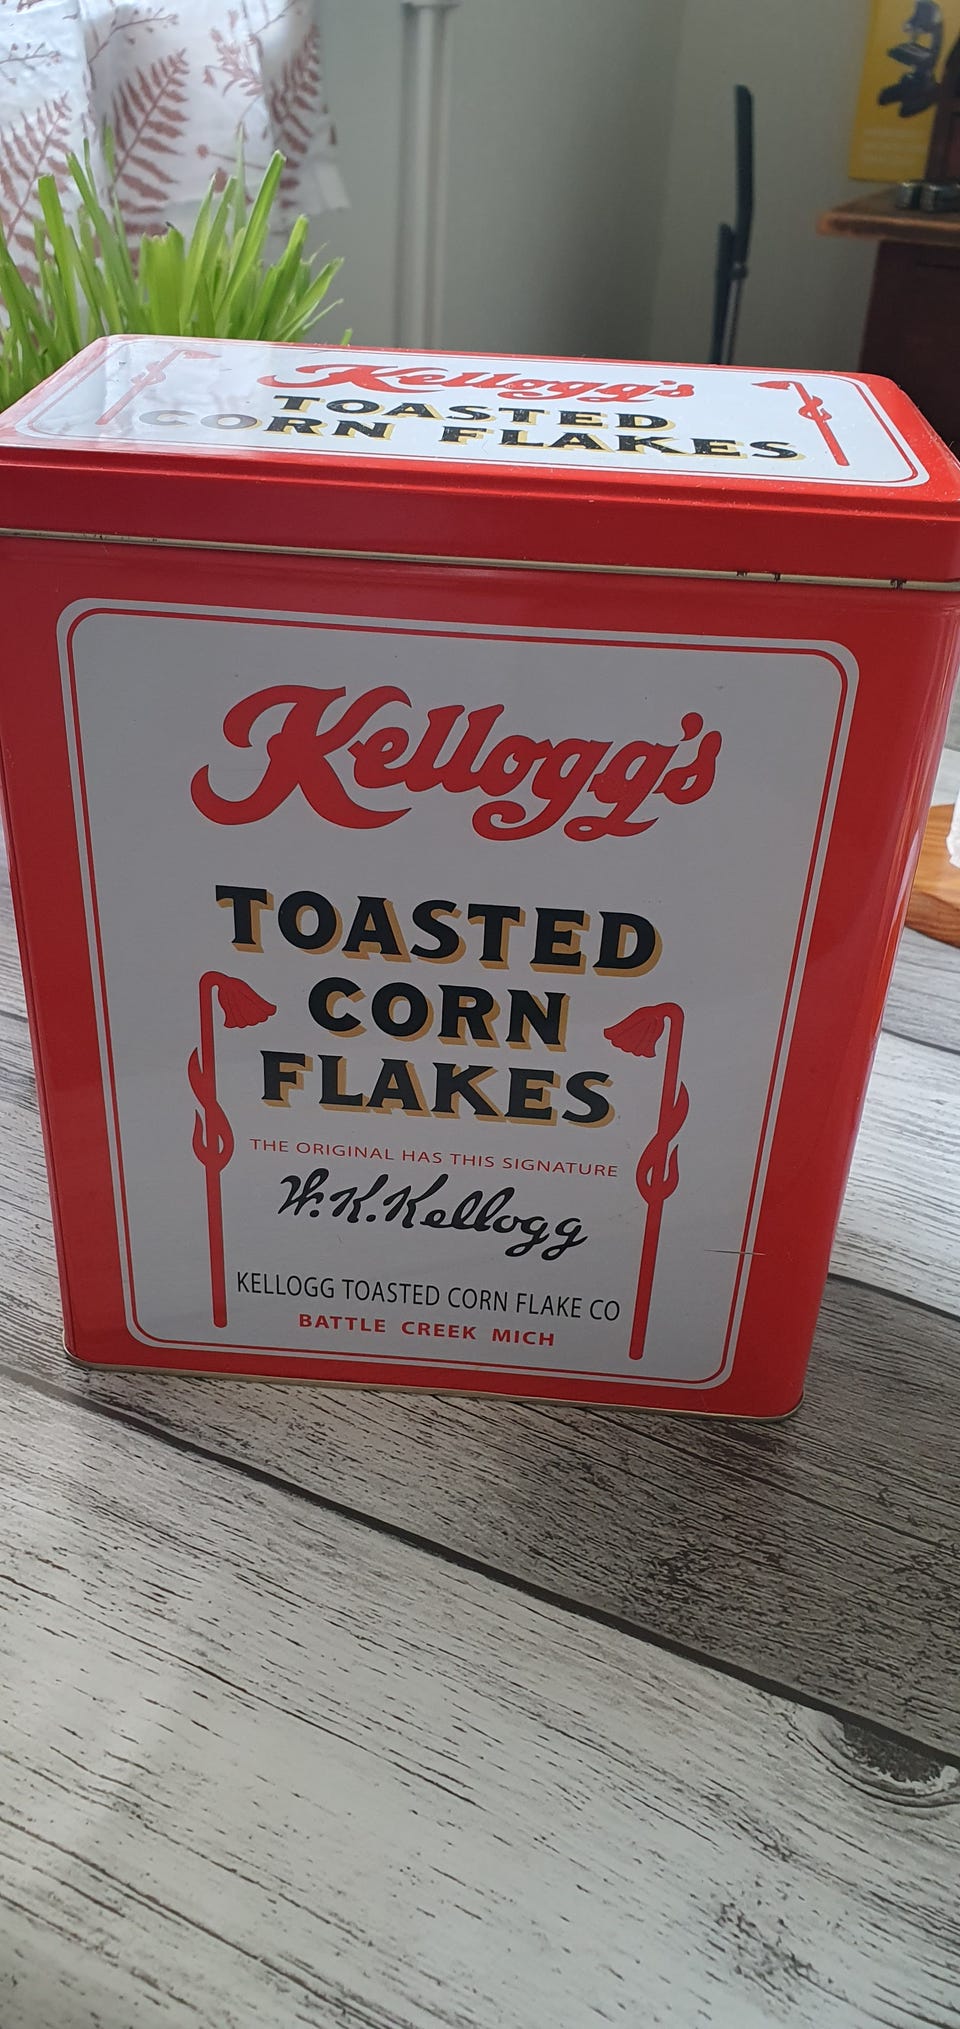 Kellogg's
TOASTED
CORN FLAKES
Kellogg's
TOASTED
CORN
FLAKES
THE ORIGINAL HAS THIS SIGNATURE
W.K.Kellogg
KELLOGG TOASTED CORN FLAKE CO
BATTLE CREEK MICH